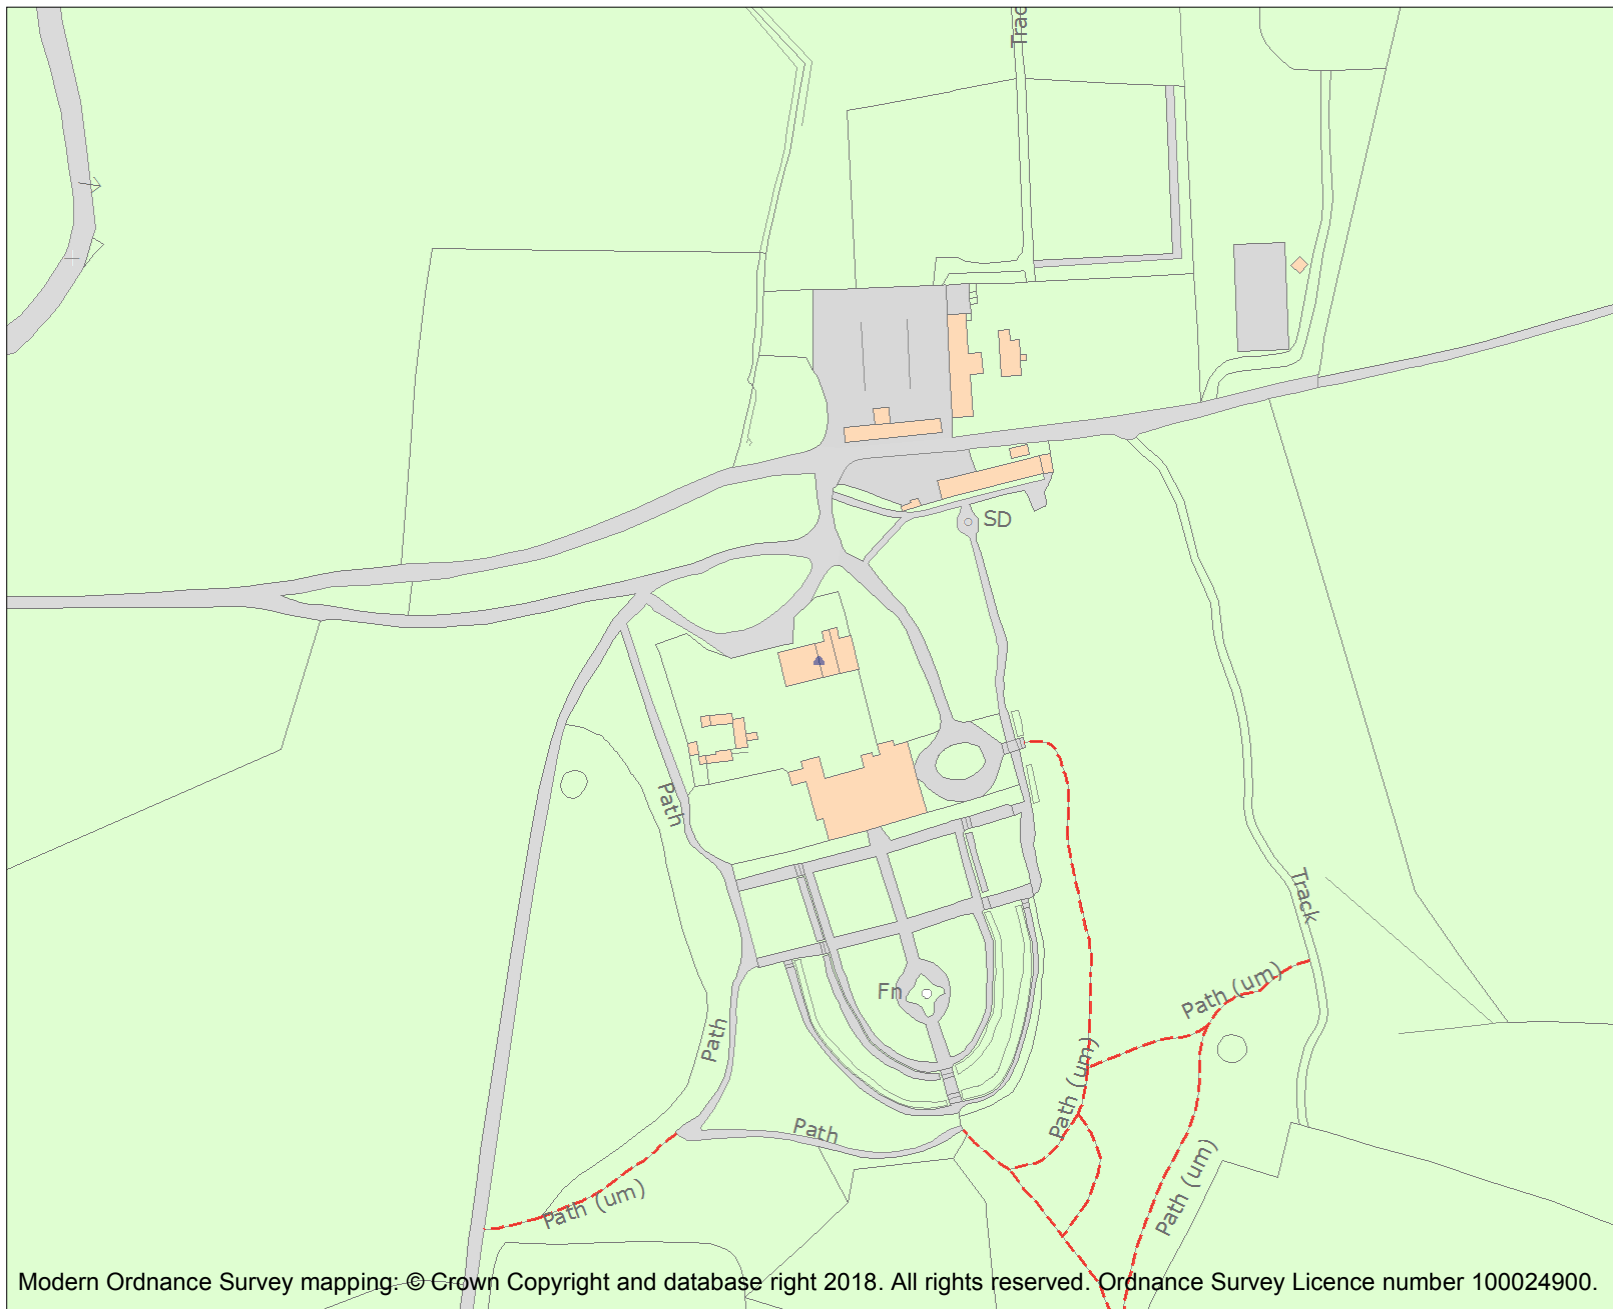 Trac
SD
Path
Track
Path (um)
Fn
Path
Path (um)
Path
Path (um)
Path (um)
Modern Ordnance Survey mapping: © Crown Copyright and database right 2018. All rights reserved. Ordnance Survey Licence number 100024900.